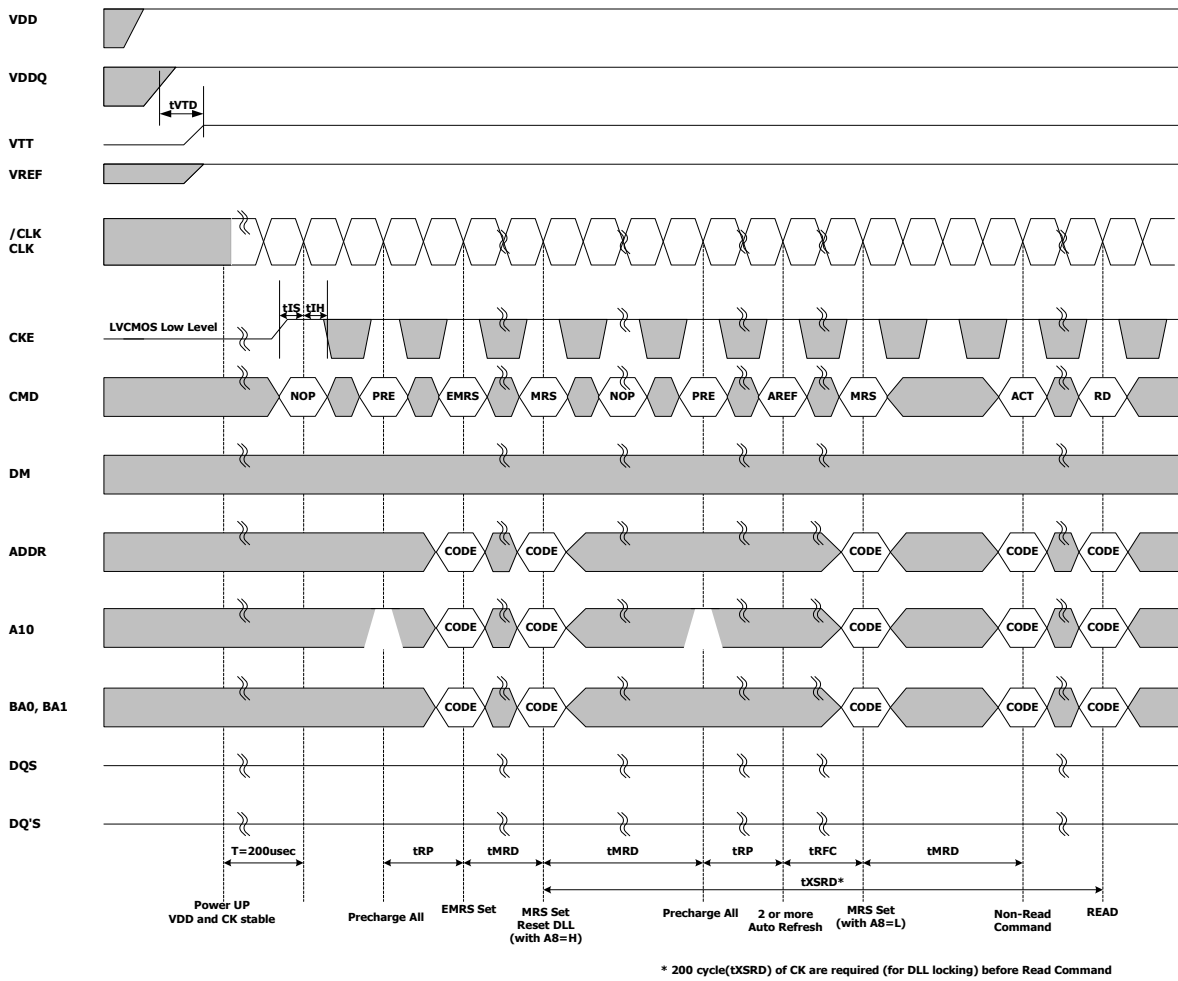 VDD
VDDQ
tVTD
VTT
VREF
/CLK
CLK
tIS tIH
LVCMOS Low Level
CKE
CMD NOP PRE EMRS MRS NOP PRE AREF MRS ACT RD
DM
ADDR CODE CODE CODE CODE CODE
A10 CODE CODE CODE CODE CODE
BA0, BA1 CODE CODE CODE CODE CODE
DQS
DQ'S
T=200usec tRP tMRD tMRD tRP tRFC tMRD
tXSRD*
Power UP
VDD and CK stable
Precharge All
EMRS Set
MRS Set
Reset DLL
(with A8=H)
Precharge All
2 or more
Auto Refresh
MRS Set
(with A8=L)
Non-Read
Command
READ
* 200 cycle(tXSRD) of CK are required (for DLL locking) before Read Command